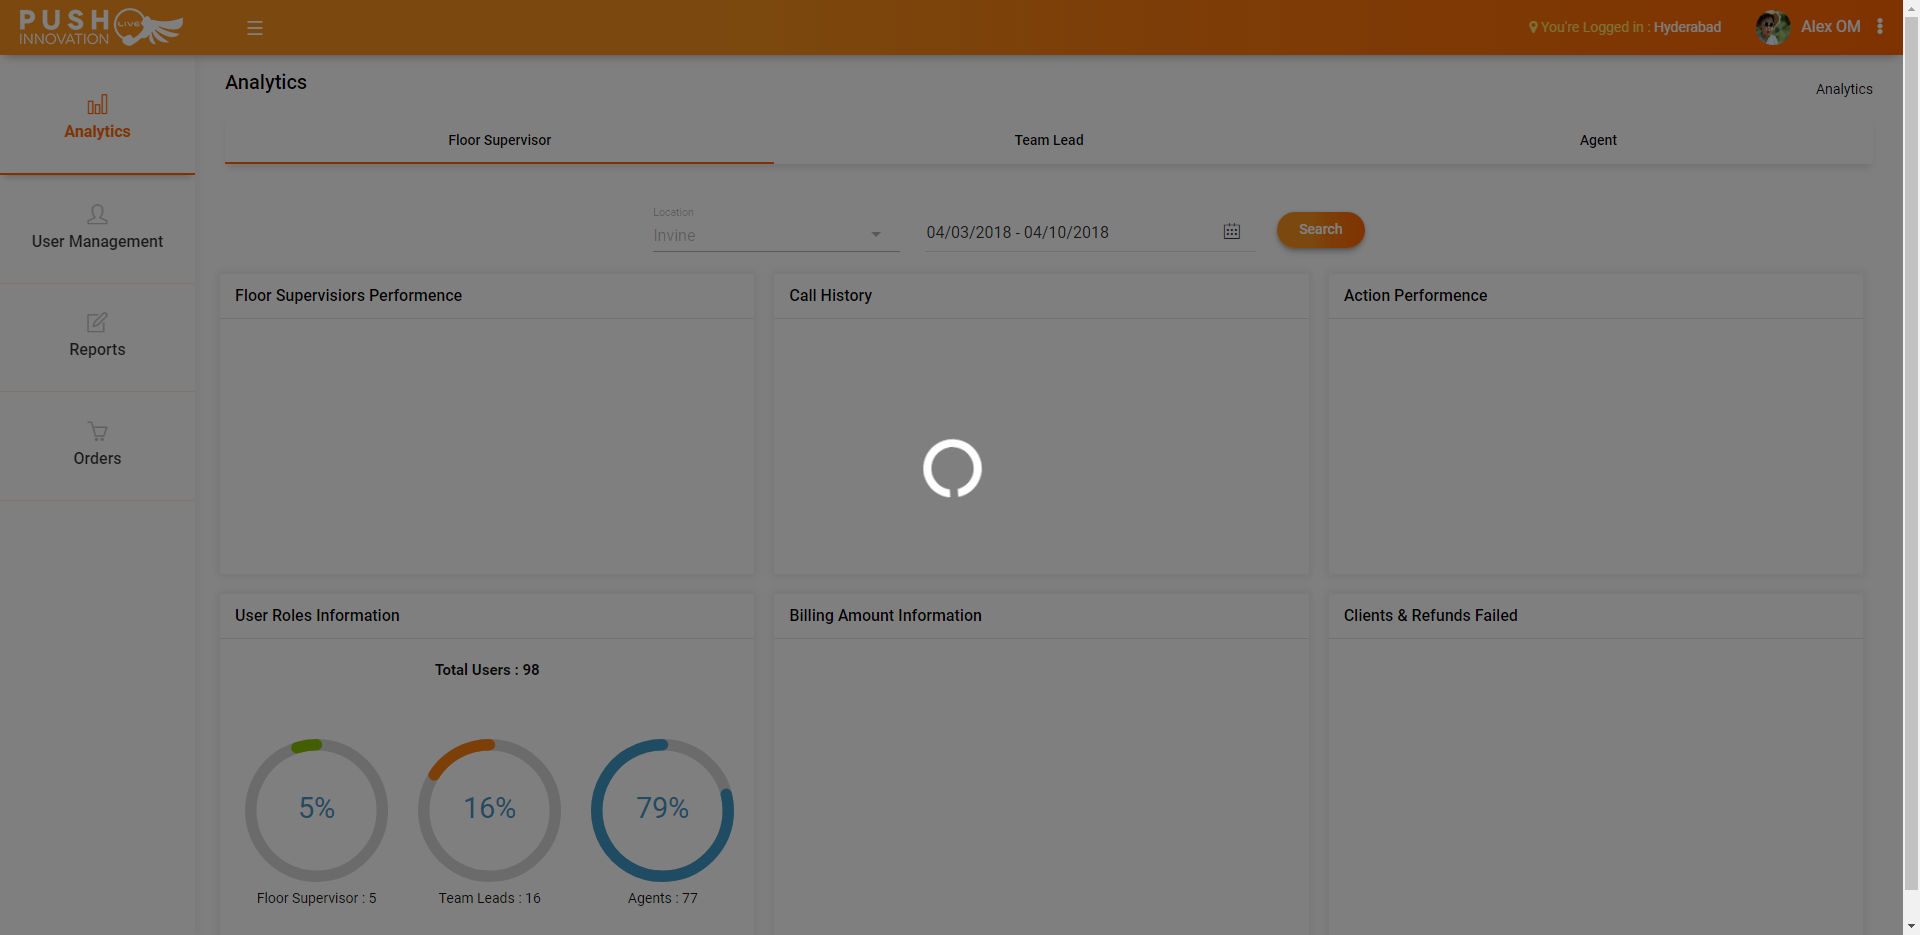 PUSH
LIVE
INNOVATION
You're Logged in : Hyderabad
Alex OM
Analytics
User Management
Reports
Orders
Analytics
Analytics
Floor Supervisor
Team Lead
Agent
Location
Invine
04/03/2018 - 04/10/2018
Search
Floor Supervisiors Performence
Call History
Action Performence
User Roles Information
Billing Amount Information
Clients & Refunds Failed
Total Users : 98
5%
16%
79%
Floor Supervisor : 5
Team Leads : 16
Agents : 77